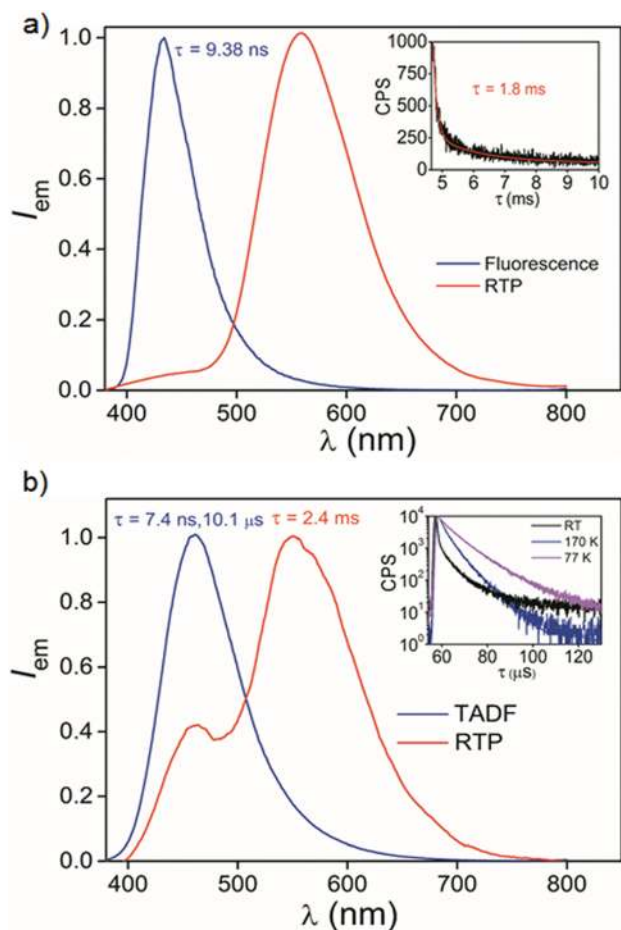 a)
τ = 9.38 ns
1000
750
500
250
CPS
τ = 1.8 ms
5 6 7 8 9 10
τ (ms)
Fluorescence
RTP
1.0
0.8
0.6
0.4
0.2
0.0
Iem
400 500 600 700 800
λ (nm)
b)
τ = 7.4 ns,10.1 μs τ = 2.4 ms
10⁴
10³
10²
10¹
10⁰
CPS
RT
170 K
77 K
60 80 100 120
τ (μS)
TADF
RTP
1.0
0.8
0.6
0.4
0.2
0.0
Iem
400 500 600 700 800
λ (nm)